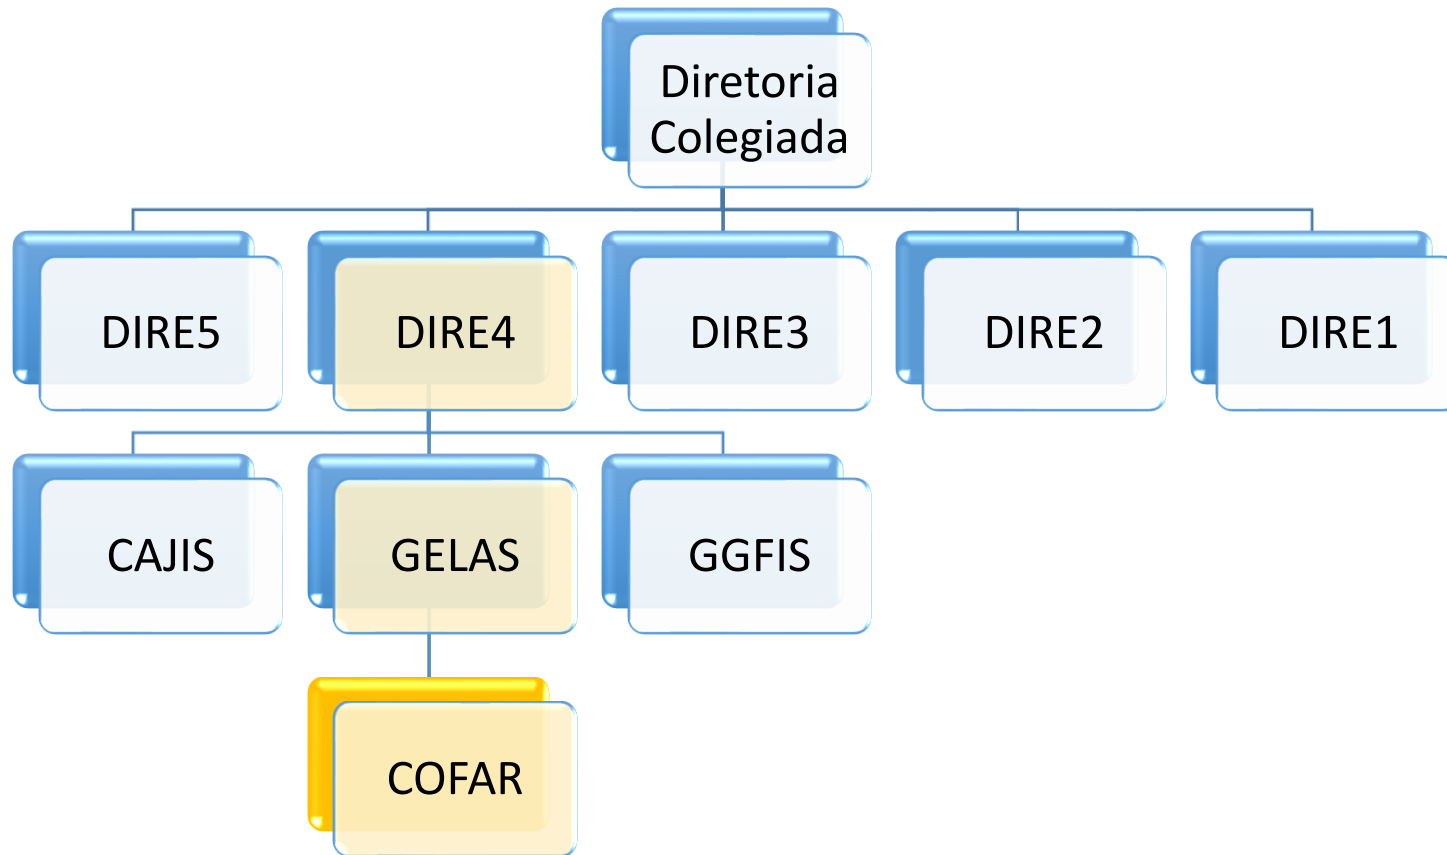 Diretoria
Colegiada
DIRE5
DIRE4
DIRE3
DIRE2
DIRE1
CAJIS
GELAS
GGFIS
COFAR